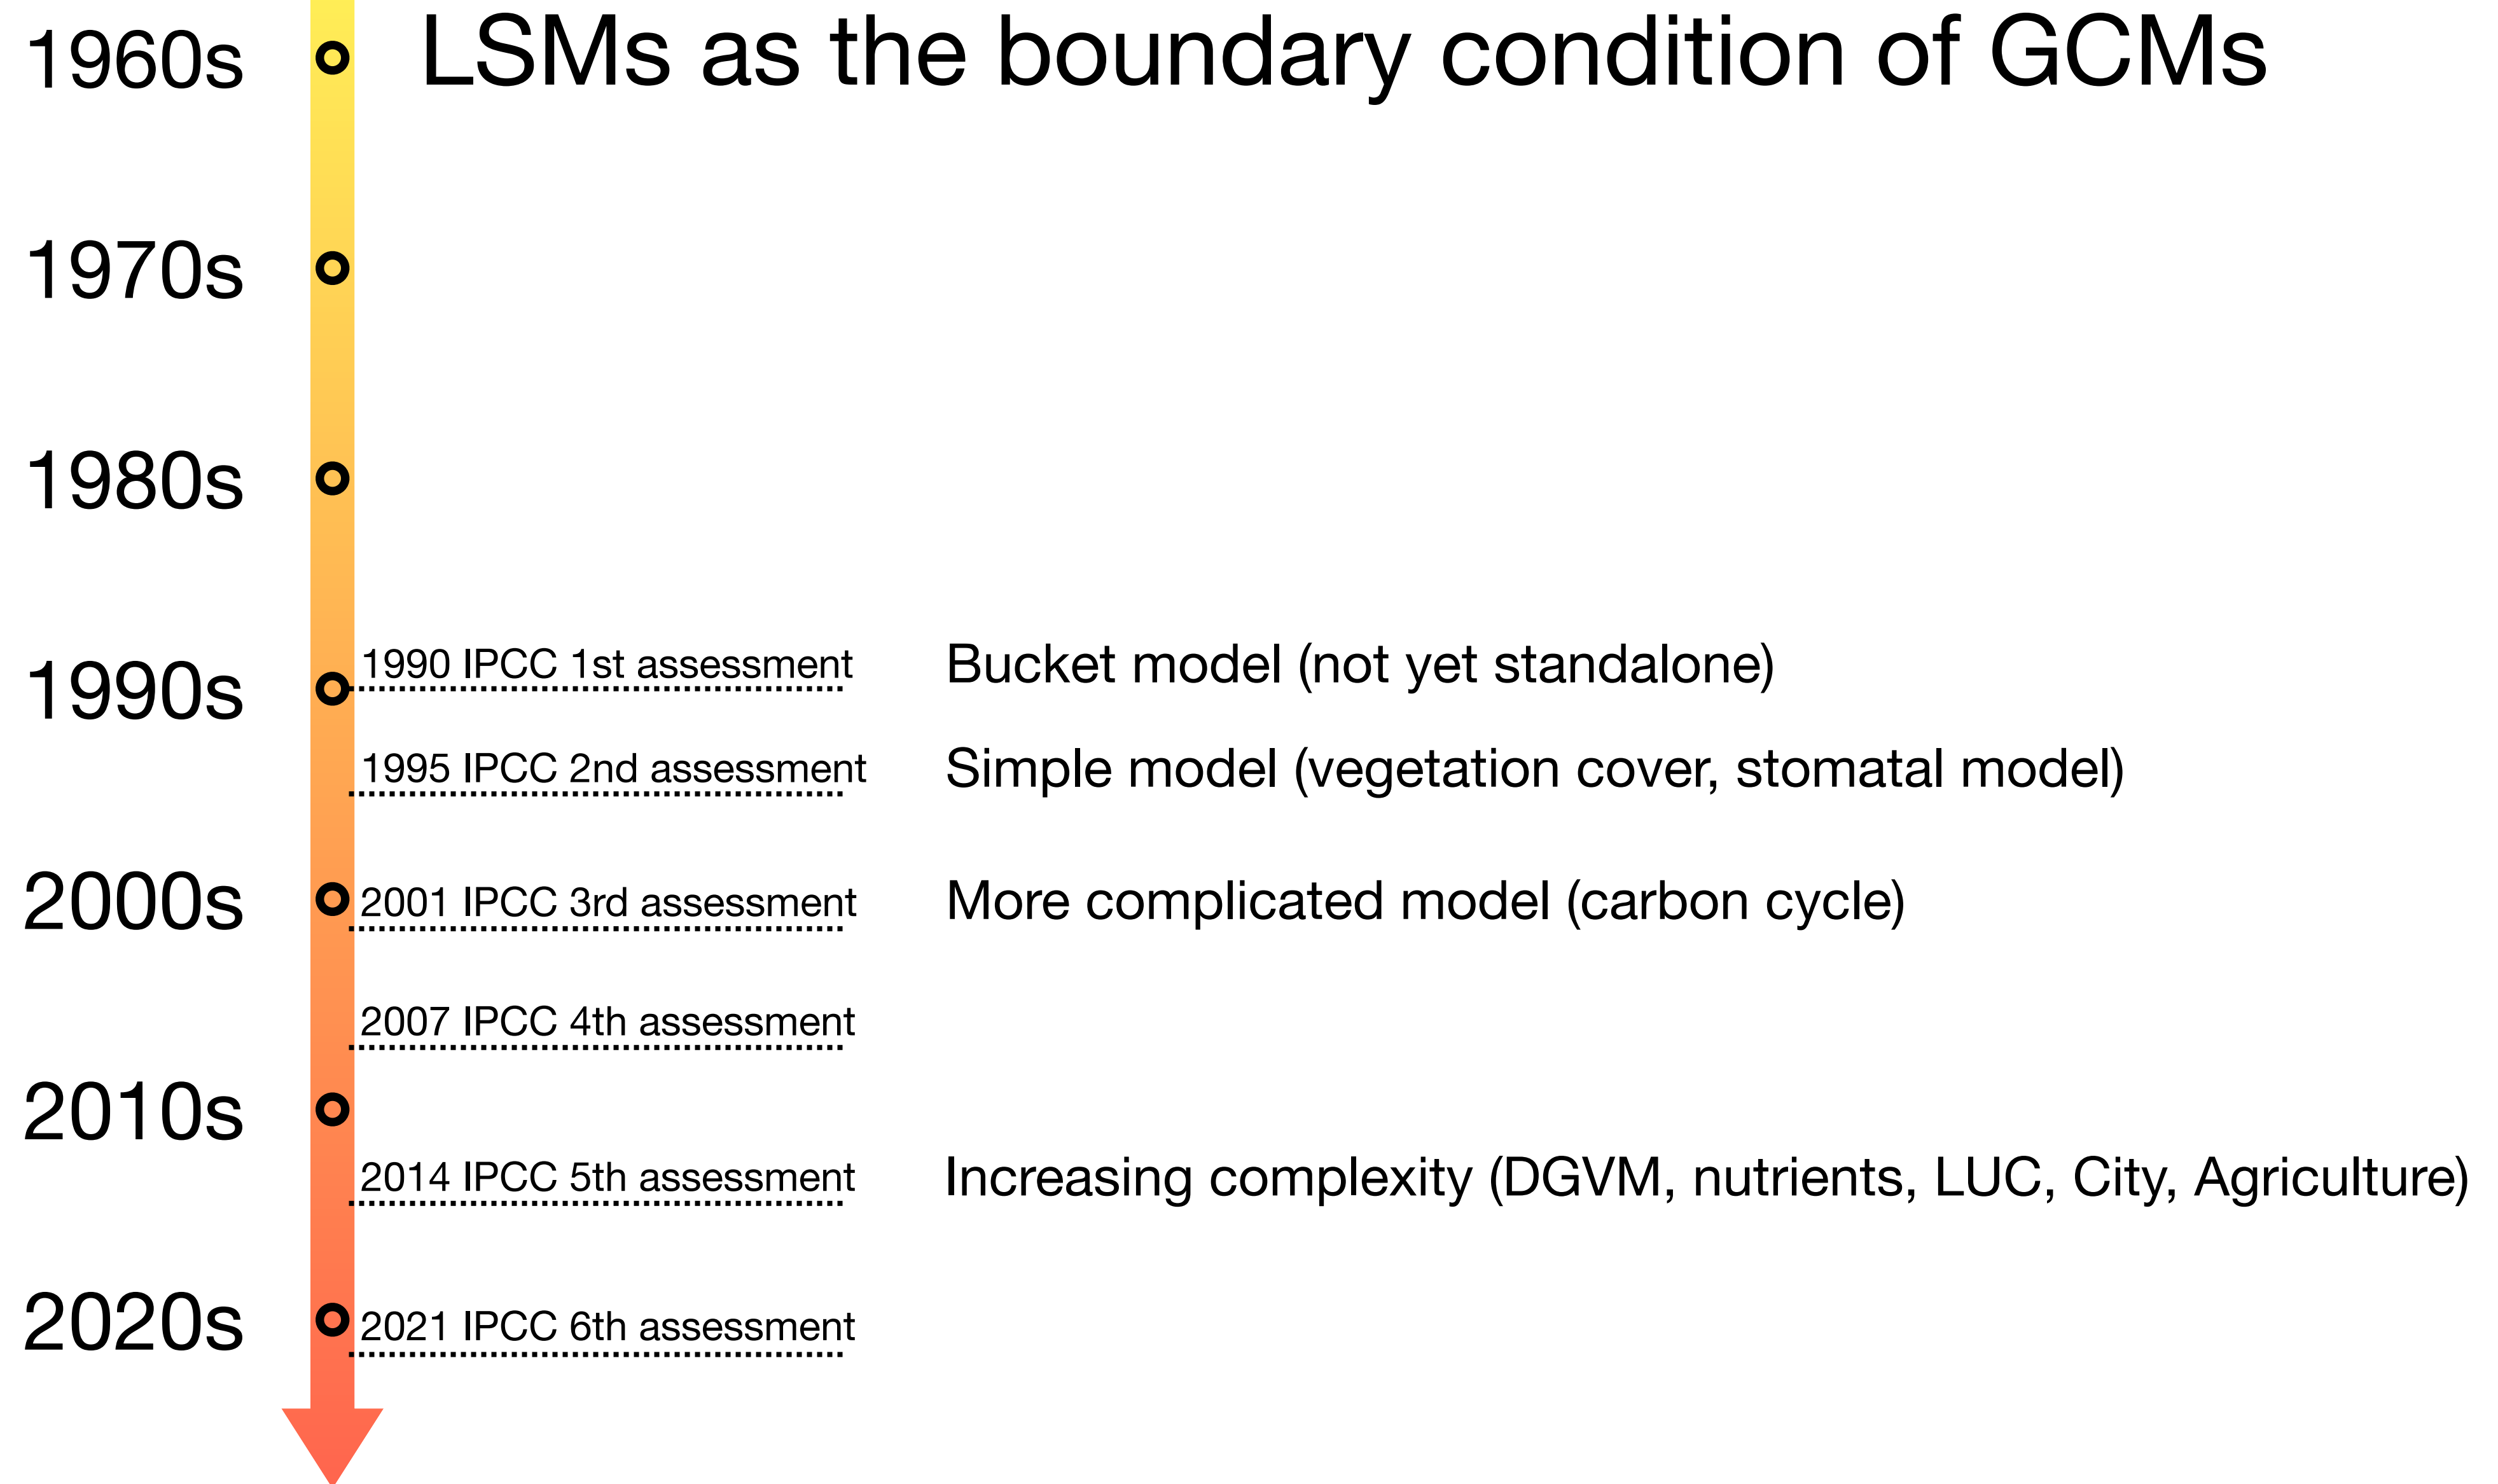 1960s LSMs as the boundary condition of GCMs
1970s
1980s
1990s 1990 IPCC 1st assessment Bucket model (not yet standalone)
1995 IPCC 2nd assessment Simple model (vegetation cover, stomatal model)
2000s 2001 IPCC 3rd assessment More complicated model (carbon cycle)
2007 IPCC 4th assessment
2010s
2014 IPCC 5th assessment Increasing complexity (DGVM, nutrients, LUC, City, Agriculture)
2020s 2021 IPCC 6th assessment